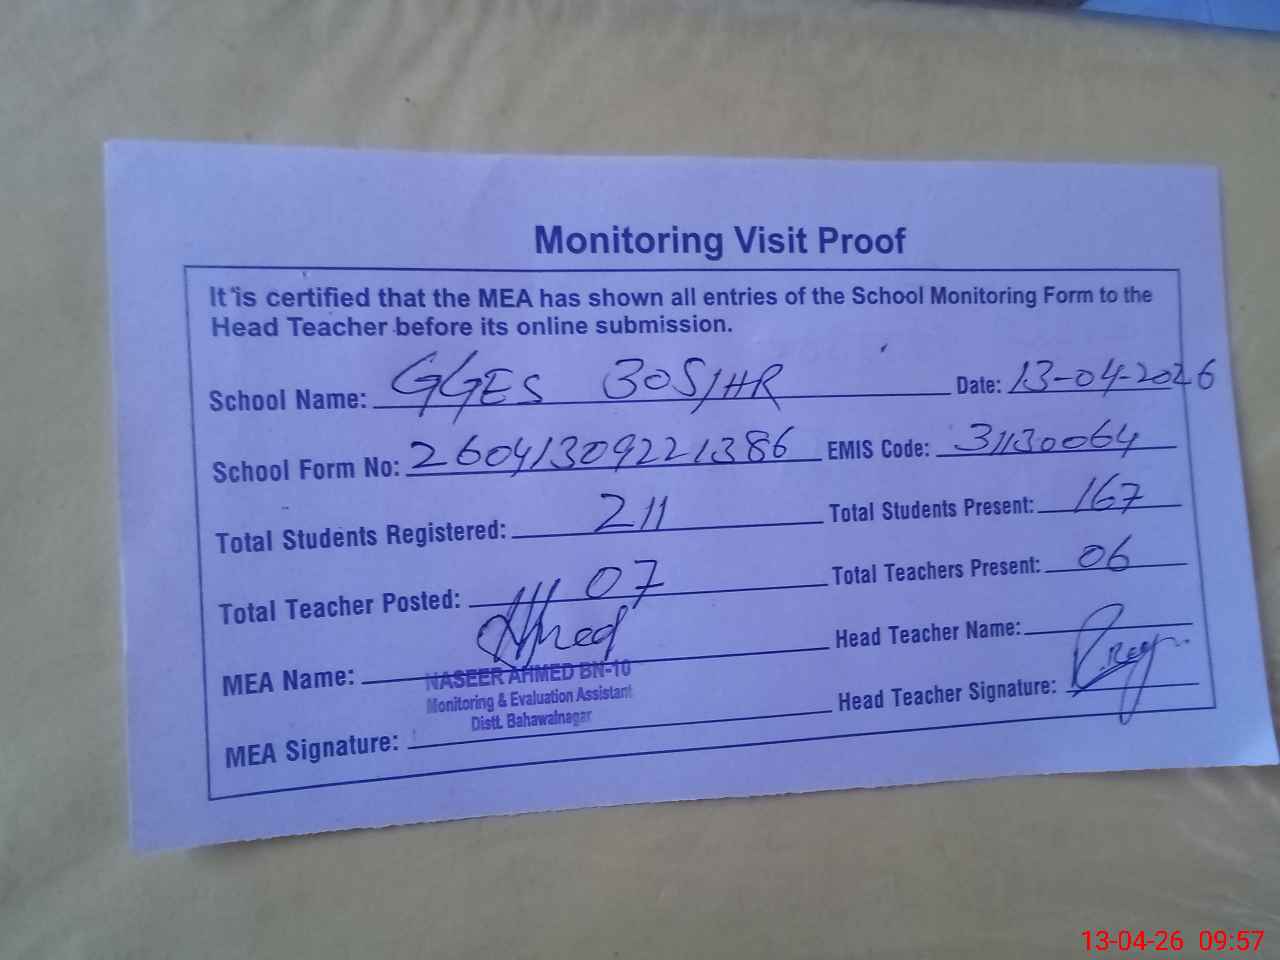 Monitoring Visit Proof
It is certified that the MEA has shown all entries of the School Monitoring Form to the
Head Teacher before its online submission.
School Name: GGES 305/HR Date: 13-04-2026
School Form No: 26041309221386 EMIS Code: 31130064
Total Students Registered: 211 Total Students Present: 167
Total Teacher Posted: 07 Total Teachers Present: 06
MEA Name: Head Teacher Name:
NASEER AHMED BN-10
Monitoring & Evaluation Assistant
Distt. Bahawalnagar
MEA Signature: Head Teacher Signature:
13-04-26 09:57